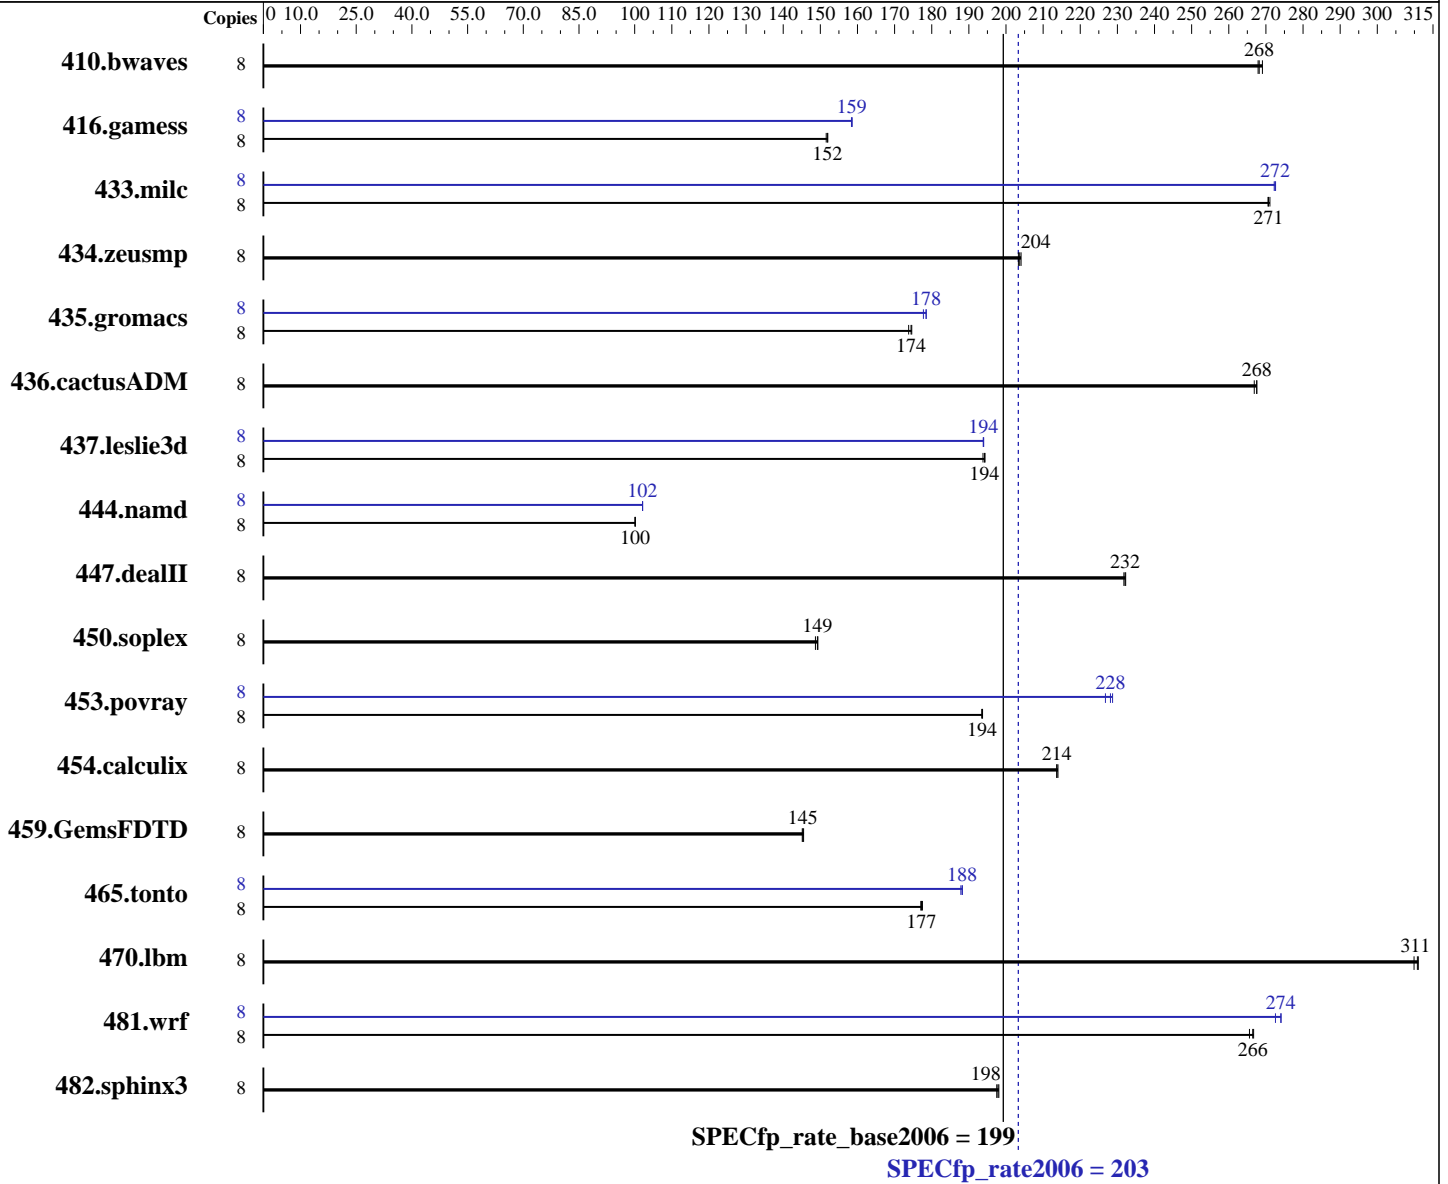 Copies 0 10.0 25.0 40.0 55.0 70.0 85.0 100 110 120 130 140 150 160 170 180 190 200 210 220 230 240 250 260 270 280 290 300 315
410.bwaves 8 268
416.gamess 8 159
8 152
433.milc 8 272
8 271
434.zeusmp 8 204
435.gromacs 8 178
8 174
436.cactusADM 8 268
437.leslie3d 8 194
8 194
444.namd 8 102
8 100
447.dealII 8 232
450.soplex 8 149
453.povray 8 228
8 194
454.calculix 8 214
459.GemsFDTD 8 145
465.tonto 8 188
8 177
470.lbm 8 311
481.wrf 8 274
8 266
482.sphinx3 8 198
SPECfp_rate_base2006 = 199
SPECfp_rate2006 = 203